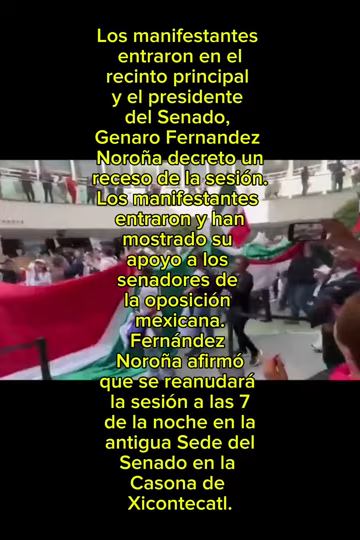 Los manifestantes
entraron en el
recinto principal
y el presidente
del Senado,
Genaro Fernandez
Noroña decreto un
receso de la sesión.
Los manifestantes
entraron y han
mostrado su
apoyo a los
senadores de
la oposición
mexicana.
Fernández
Noroña afirmó
que se reanudará
la sesión a las 7
de la noche en la
antigua Sede del
Senado en la
Casona de
Xicontecatl.